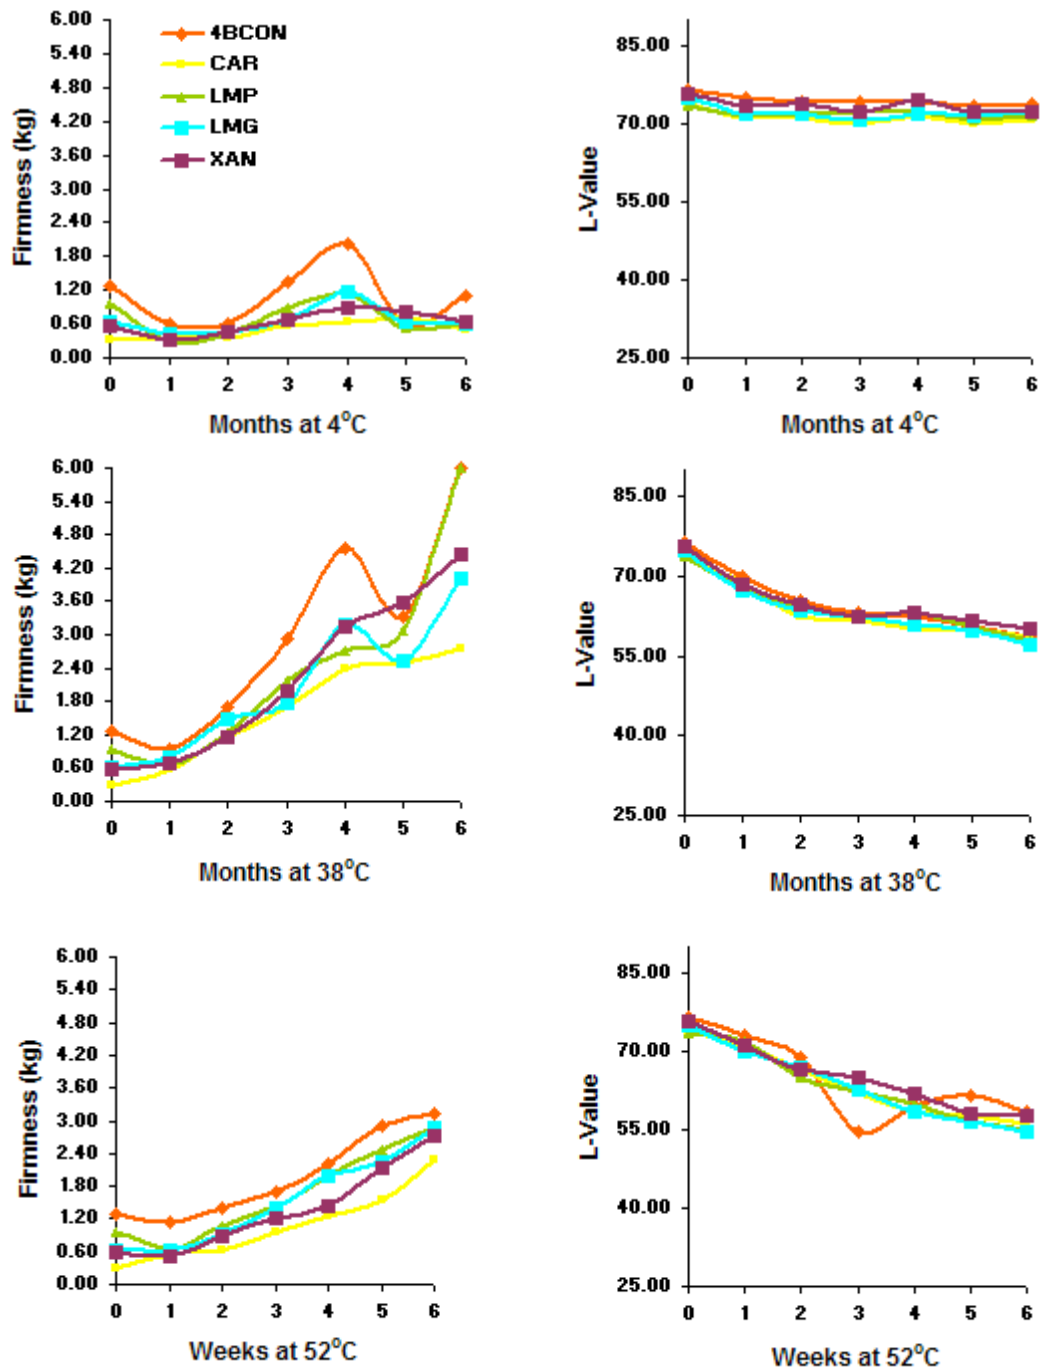 Firmness (kg)
6.00
5.40
4.80
4.20
3.60
3.00
2.40
1.80
1.20
0.60
0.00
4BCON
CAR
LMP
LMG
XAN
0 1 2 3 4 5 6
Months at 4°C
L-Value
85.00
70.00
55.00
40.00
25.00
0 1 2 3 4 5 6
Months at 4°C
Firmness (kg)
6.00
5.40
4.80
4.20
3.60
3.00
2.40
1.80
1.20
0.60
0.00
0 1 2 3 4 5 6
Months at 38°C
L-Value
85.00
70.00
55.00
40.00
25.00
0 1 2 3 4 5 6
Months at 38°C
Firmness (kg)
6.00
5.40
4.80
4.20
3.60
3.00
2.40
1.80
1.20
0.60
0.00
0 1 2 3 4 5 6
Weeks at 52°C
L-Value
85.00
70.00
55.00
40.00
25.00
0 1 2 3 4 5 6
Weeks at 52°C